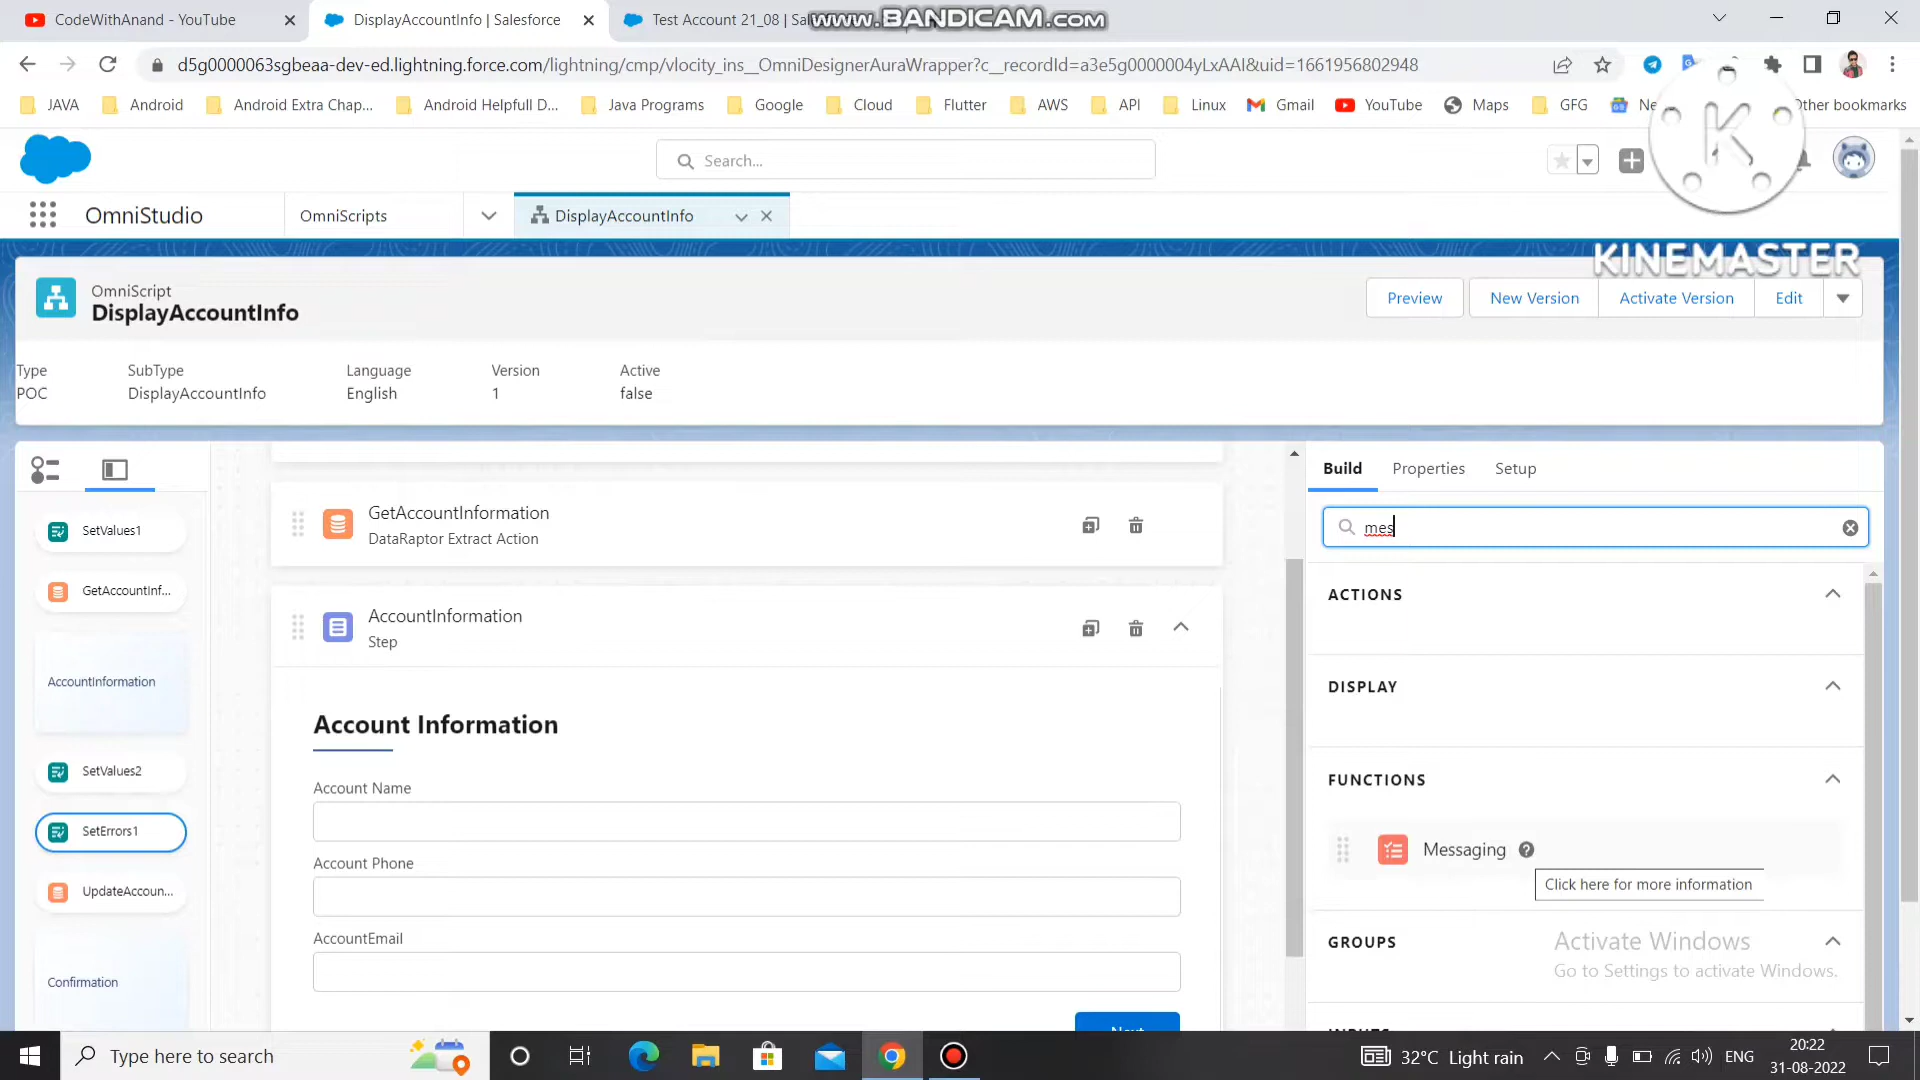 CodeWithAnand - YouTube
DisplayAccountInfo | Salesforce
Test Account 21_08 |
www.BANDICAM.com
d5g0000063sgbeaa-dev-ed.lightning.force.com/lightning/cmp/vlocity_ins__OmniDesignerAuraWrapper?c__recordId=a3e5g0000004yLxAAI&uid=1661956802948
JAVA
Android
Android Extra Chap...
Android Helpfull D...
Java Programs
Google
Cloud
Flutter
AWS
API
Linux
Gmail
YouTube
Maps
GFG
Other bookmarks
Search...
K
OmniStudio
OmniScripts
DisplayAccountInfo
KINEMASTER
OmniScript
DisplayAccountInfo
Preview
New Version
Activate Version
Edit
Type
SubType
Language
Version
Active
POC
DisplayAccountInfo
English
1
false
SetValues1
GetAccountInf...
AccountInformation
SetValues2
SetErrors1
UpdateAccoun...
Confirmation
GetAccountInformation
DataRaptor Extract Action
AccountInformation
Step
Account Information
Account Name
Account Phone
AccountEmail
Next
Build
Properties
Setup
mes
ACTIONS
DISPLAY
FUNCTIONS
Messaging
Click here for more information
GROUPS
Activate Windows
Go to Settings to activate Windows.
INPUTS
Type here to search
32°C Light rain
ENG
20:22
31-08-2022